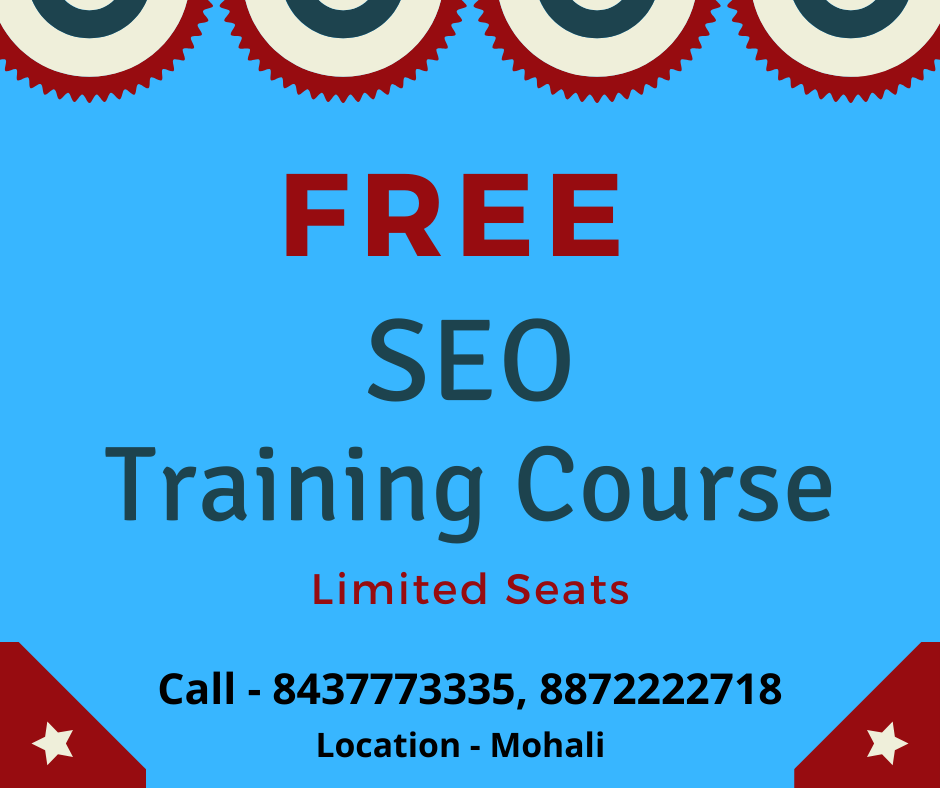 FREE
SEO
Training Course
Limited Seats
Call - 8437773335, 8872222718
Location - Mohali